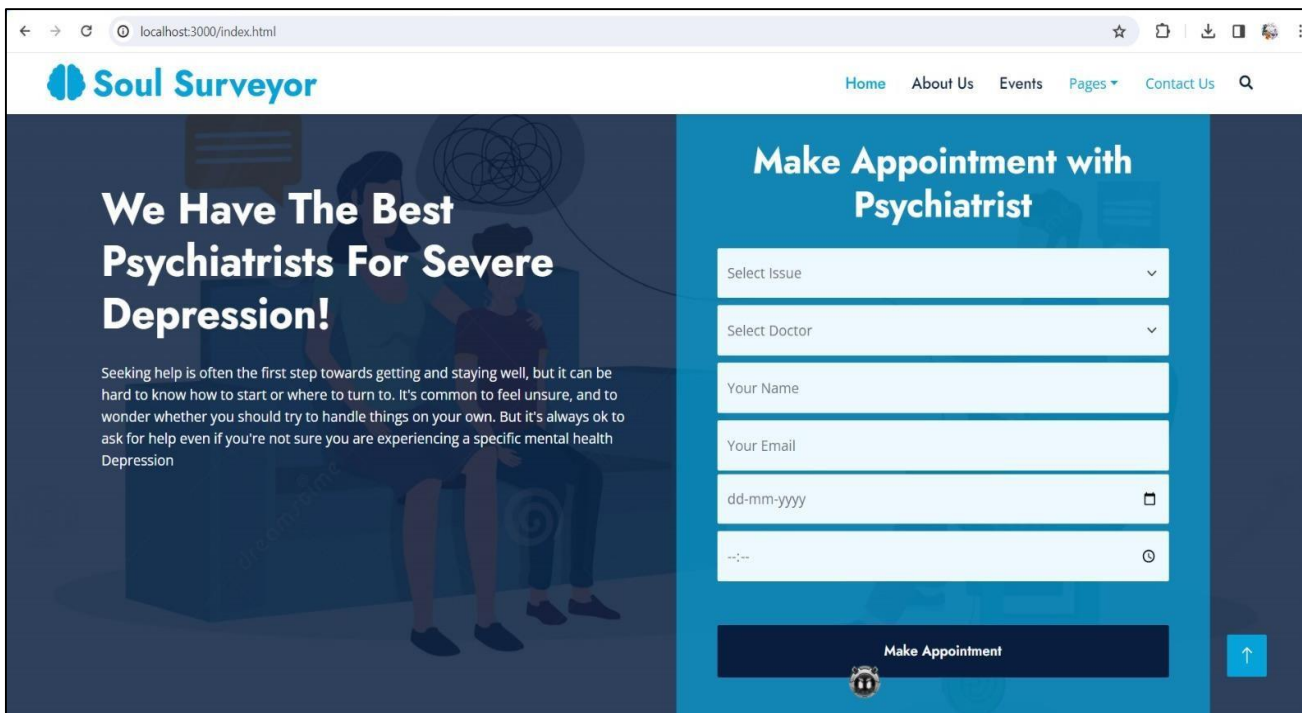 localhost:3000/index.html
Soul Surveyor
Home About Us Events Pages Contact Us
We Have The Best
Psychiatrists For Severe
Depression!
Seeking help is often the first step towards getting and staying well, but it can be
hard to know how to start or where to turn to. It's common to feel unsure, and to
wonder whether you should try to handle things on your own. But it's always ok to
ask for help even if you're not sure you are experiencing a specific mental health
Depression
Make Appointment with
Psychiatrist
Select Issue
Select Doctor
Your Name
Your Email
dd-mm-yyyy
--:--
Make Appointment